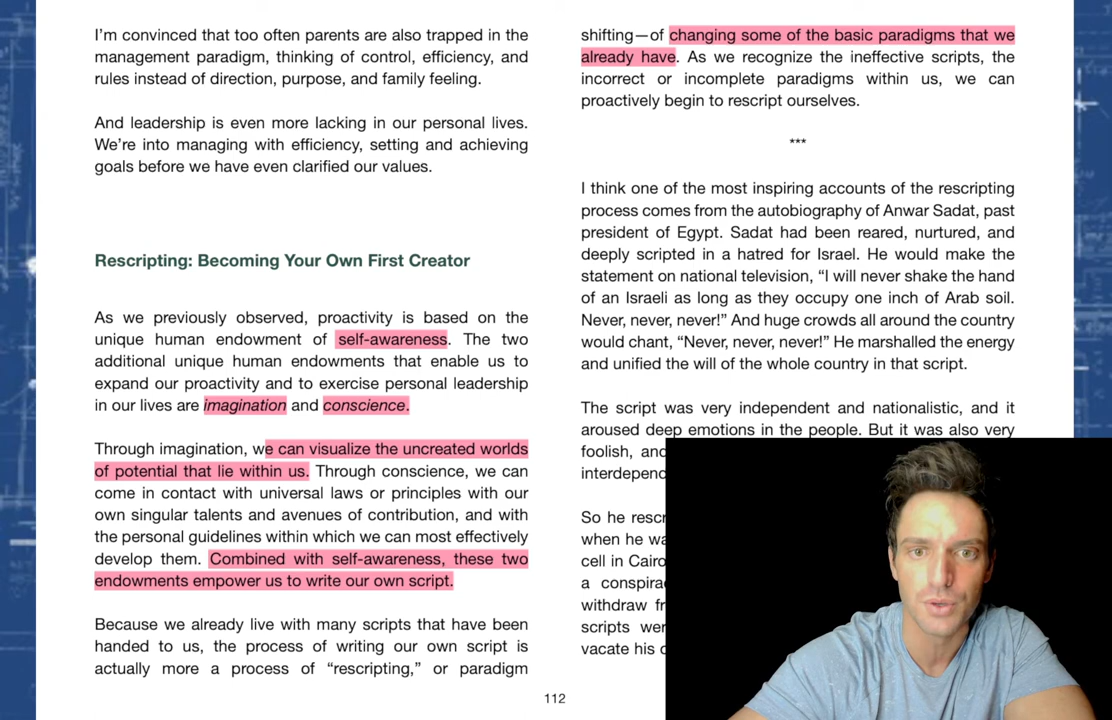 I’m convinced that too often parents are also trapped in the
management paradigm, thinking of control, efficiency, and
rules instead of direction, purpose, and family feeling.
And leadership is even more lacking in our personal lives.
We’re into managing with efficiency, setting and achieving
goals before we have even clarified our values.
Rescripting: Becoming Your Own First Creator
As we previously observed, proactivity is based on the
unique human endowment of self-awareness. The two
additional unique human endowments that enable us to
expand our proactivity and to exercise personal leadership
in our lives are imagination and conscience.
Through imagination, we can visualize the uncreated worlds
of potential that lie within us. Through conscience, we can
come in contact with universal laws or principles with our
own singular talents and avenues of contribution, and with
the personal guidelines within which we can most effectively
develop them. Combined with self-awareness, these two
endowments empower us to write our own script.
Because we already live with many scripts that have been
handed to us, the process of writing our own script is
actually more a process of “rescripting,” or paradigm
shifting—of changing some of the basic paradigms that we
already have. As we recognize the ineffective scripts, the
incorrect or incomplete paradigms within us, we can
proactively begin to rescript ourselves.
***
I think one of the most inspiring accounts of the rescripting
process comes from the autobiography of Anwar Sadat, past
president of Egypt. Sadat had been reared, nurtured, and
deeply scripted in a hatred for Israel. He would make the
statement on national television, “I will never shake the hand
of an Israeli as long as they occupy one inch of Arab soil.
Never, never, never!” And huge crowds all around the country
would chant, “Never, never, never!” He marshalled the energy
and unified the will of the whole country in that script.
The script was very independent and nationalistic, and it
aroused deep emotions in the people. But it was also very
foolish, and
So he
when he
cell in Cairo
a
withdraw
scripts
vacate his
112